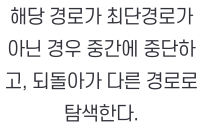 해당 경로가 최단경로가
아닌 경우 중간에 중단하
고, 되돌아가 다른 경로로
탐색한다.